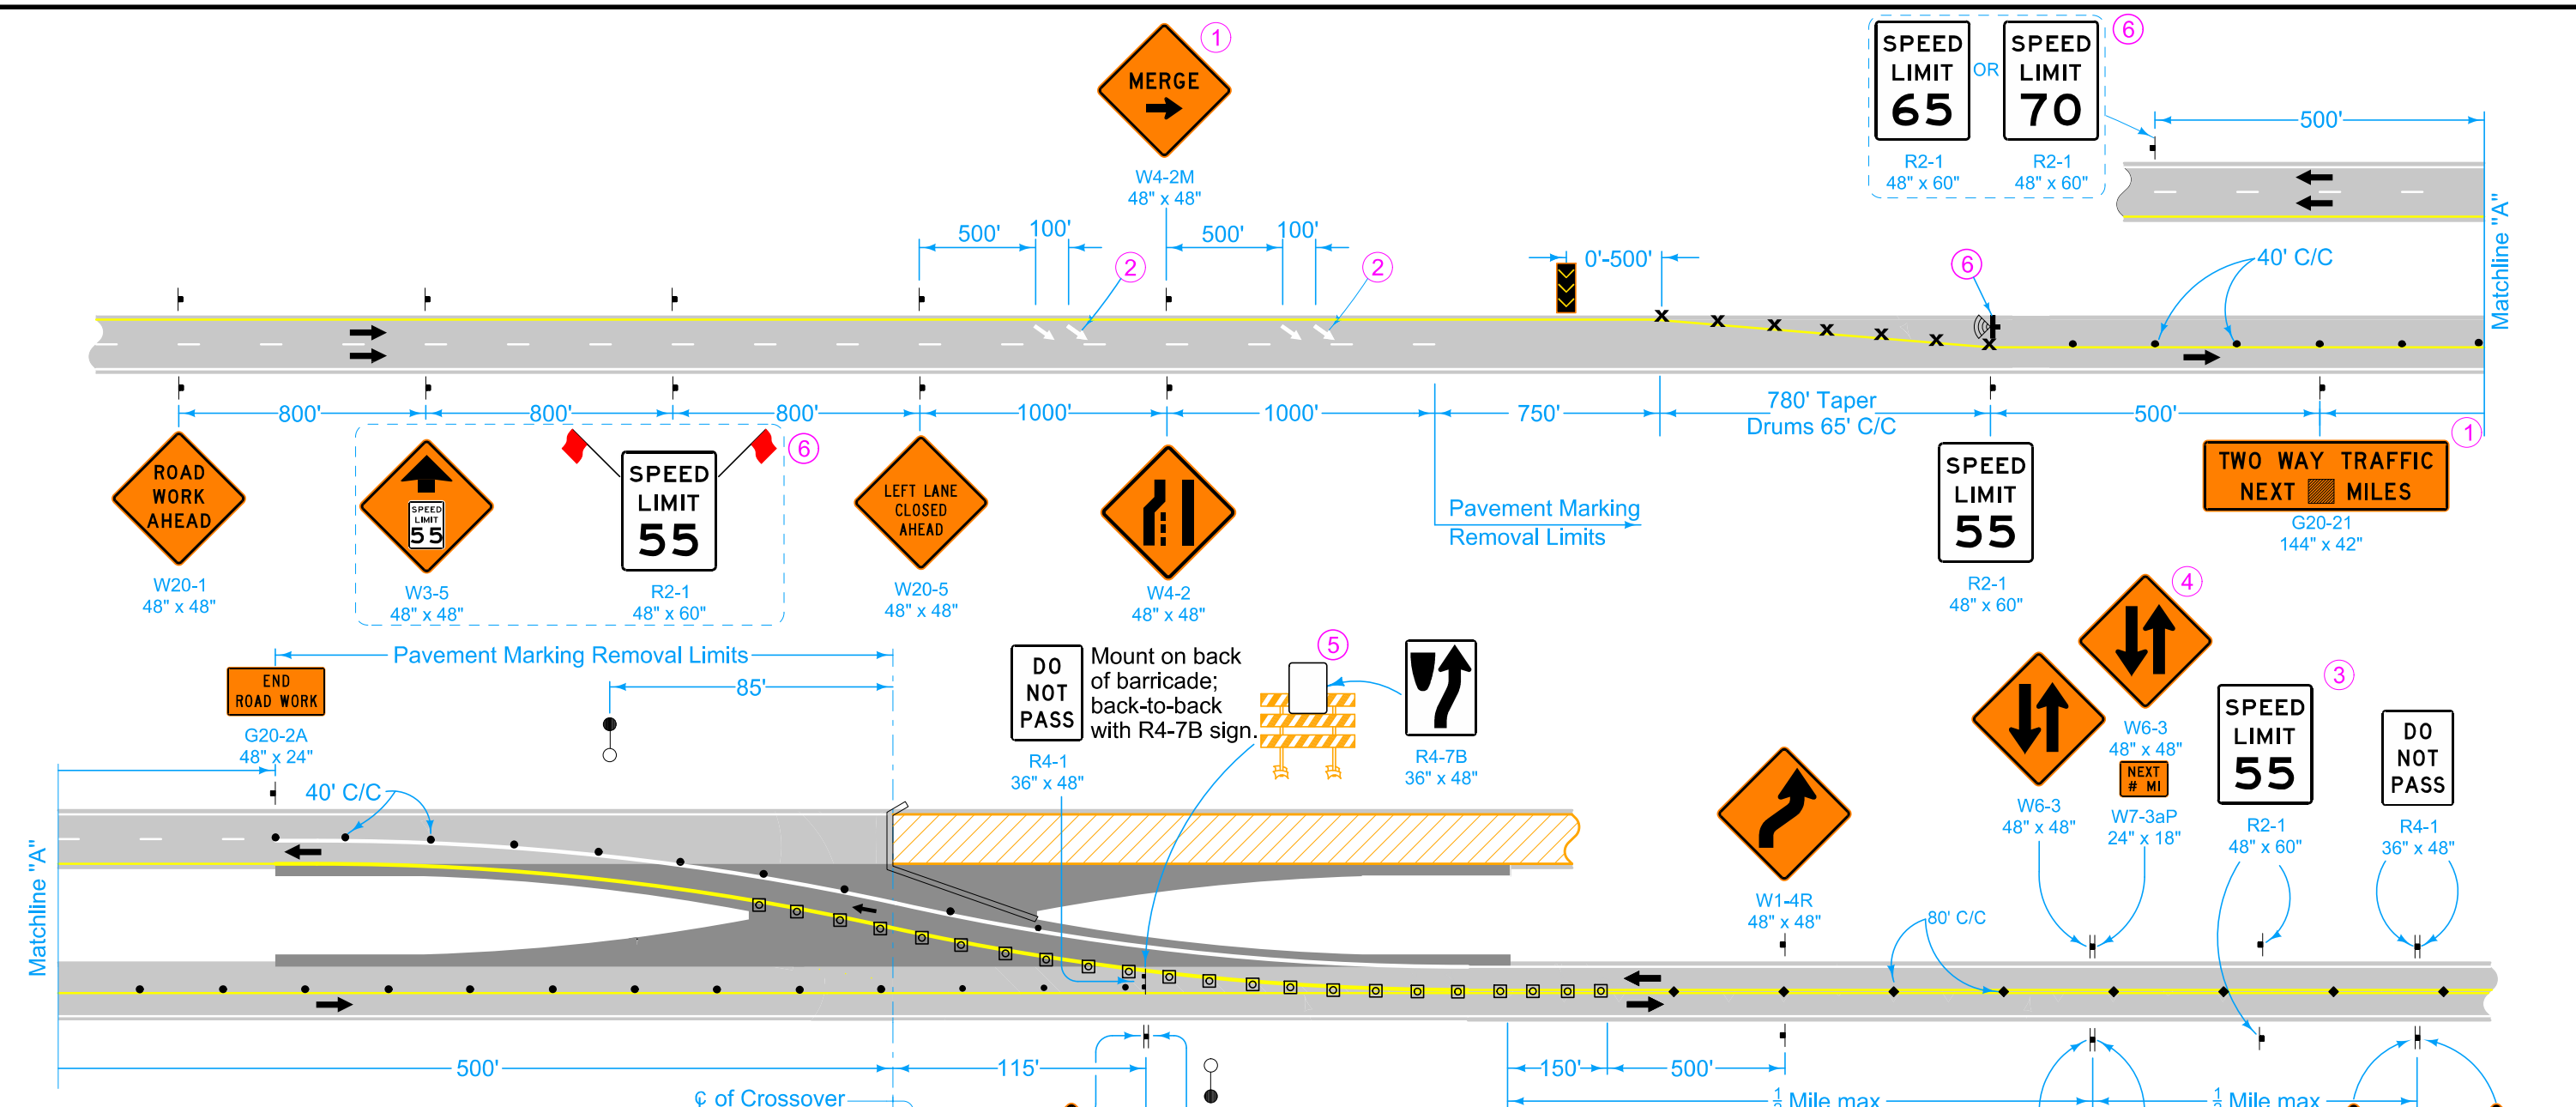 MERGE
1
W4-2M
48" x 48"
SPEED
LIMIT
65
R2-1
48" x 60"
OR
SPEED
LIMIT
70
R2-1
48" x 60"
6
500'
Matchline "A"
500'
100'
2
500'
100'
2
0'-500'
6
40' C/C
800'
800'
800'
1000'
1000'
750'
780' Taper
Drums 65' C/C
500'
ROAD
WORK
AHEAD
W20-1
48" x 48"
SPEED
LIMIT
55
W3-5
48" x 48"
SPEED
LIMIT
55
R2-1
48" x 60"
6
LEFT LANE
CLOSED
AHEAD
W20-5
48" x 48"
W4-2
48" x 48"
Pavement Marking
Removal Limits
SPEED
LIMIT
55
R2-1
48" x 60"
1
TWO WAY TRAFFIC
NEXT MILES
G20-21
144" x 42"
Pavement Marking Removal Limits
85'
END
ROAD WORK
G20-2A
48" x 24"
40' C/C
DO
NOT
PASS
R4-1
36" x 48"
Mount on back
of barricade;
back-to-back
with R4-7B sign.
5
R4-7B
36" x 48"
W1-4R
48" x 48"
W6-3
48" x 48"
4
W6-3
48" x 48"
NEXT
# MI
W7-3aP
24" x 18"
3
SPEED
LIMIT
55
R2-1
48" x 60"
DO
NOT
PASS
R4-1
36" x 48"
80' C/C
Matchline "A"
500'
115'
150'
500'
℄ of Crossover
Mile max
Mile max